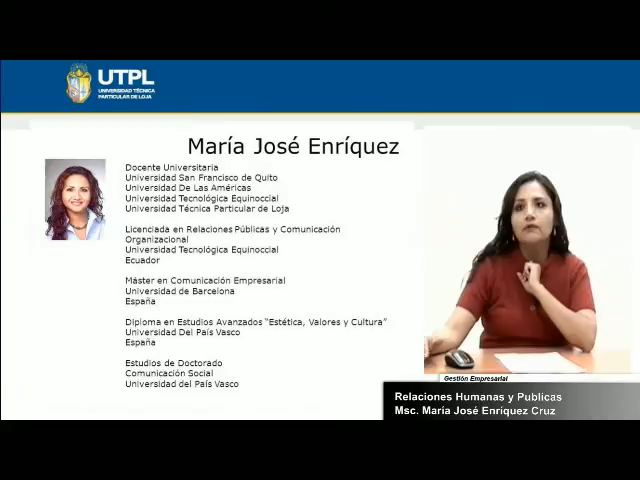 UTPL
UNIVERSIDAD TÉCNICA
PARTICULAR DE LOJA
María José Enríquez
Docente Universitaria
Universidad San Francisco de Quito
Universidad De Las Américas
Universidad Tecnológica Equinoccial
Universidad Técnica Particular de Loja
Licenciada en Relaciones Públicas y Comunicación
Organizacional
Universidad Tecnológica Equinoccial
Ecuador
Máster en Comunicación Empresarial
Universidad de Barcelona
España
Diploma en Estudios Avanzados "Estética, Valores y Cultura"
Universidad Del País Vasco
España
Estudios de Doctorado
Comunicación Social
Universidad del País Vasco
Gestión Empresarial
Relaciones Humanas y Publicas
Msc. María José Enríquez Cruz